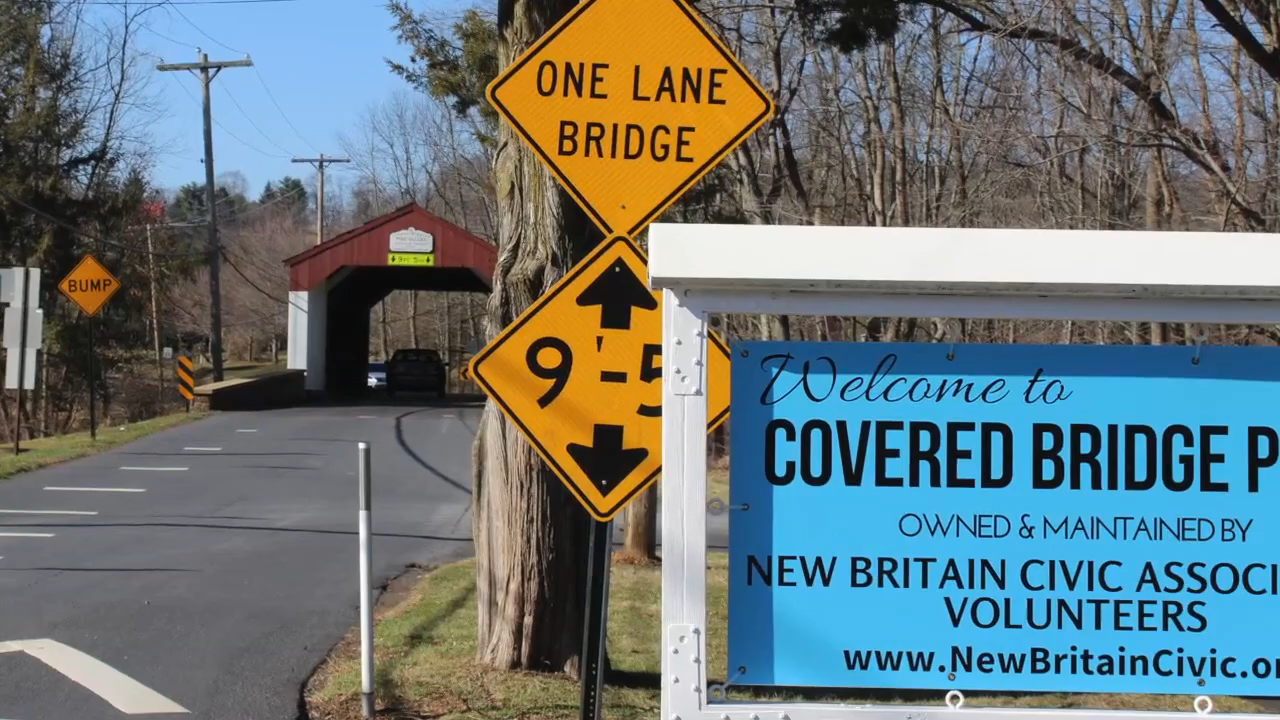 ONE LANE
BRIDGE
9'-5
BUMP
Welcome to
COVERED BRIDGE P
OWNED & MAINTAINED BY
NEW BRITAIN CIVIC ASSOCI
VOLUNTEERS
www.NewBritainCivic.or